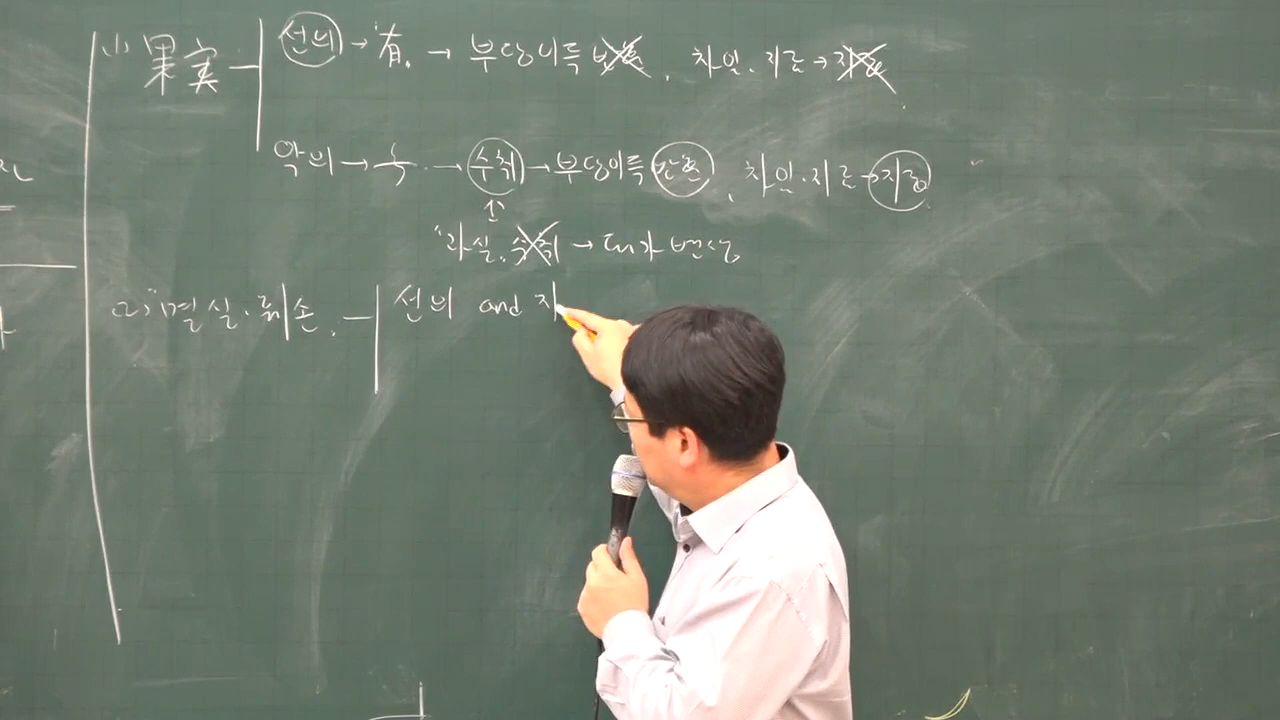 (1) 果実 ─ 선의 → 有. → 부당이득 반환, 차임·지료 → 지급
악의 → 無 → 수취 → 부당이득 반환, 차임·지료 → 지급
↑
과실. 수취 → 대가 변상
(2) 멸실·훼손. ─ 선의 and 자